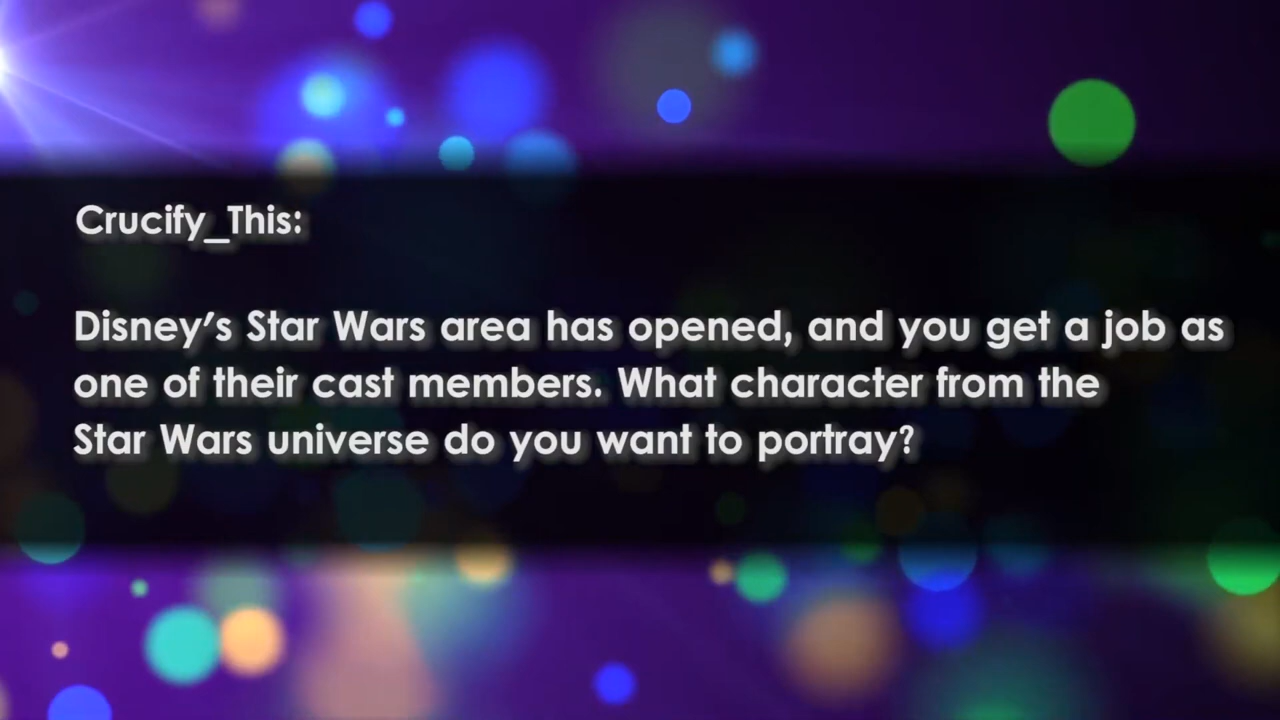 Crucify_This:
Disney's Star Wars area has opened, and you get a job as
one of their cast members. What character from the
Star Wars universe do you want to portray?